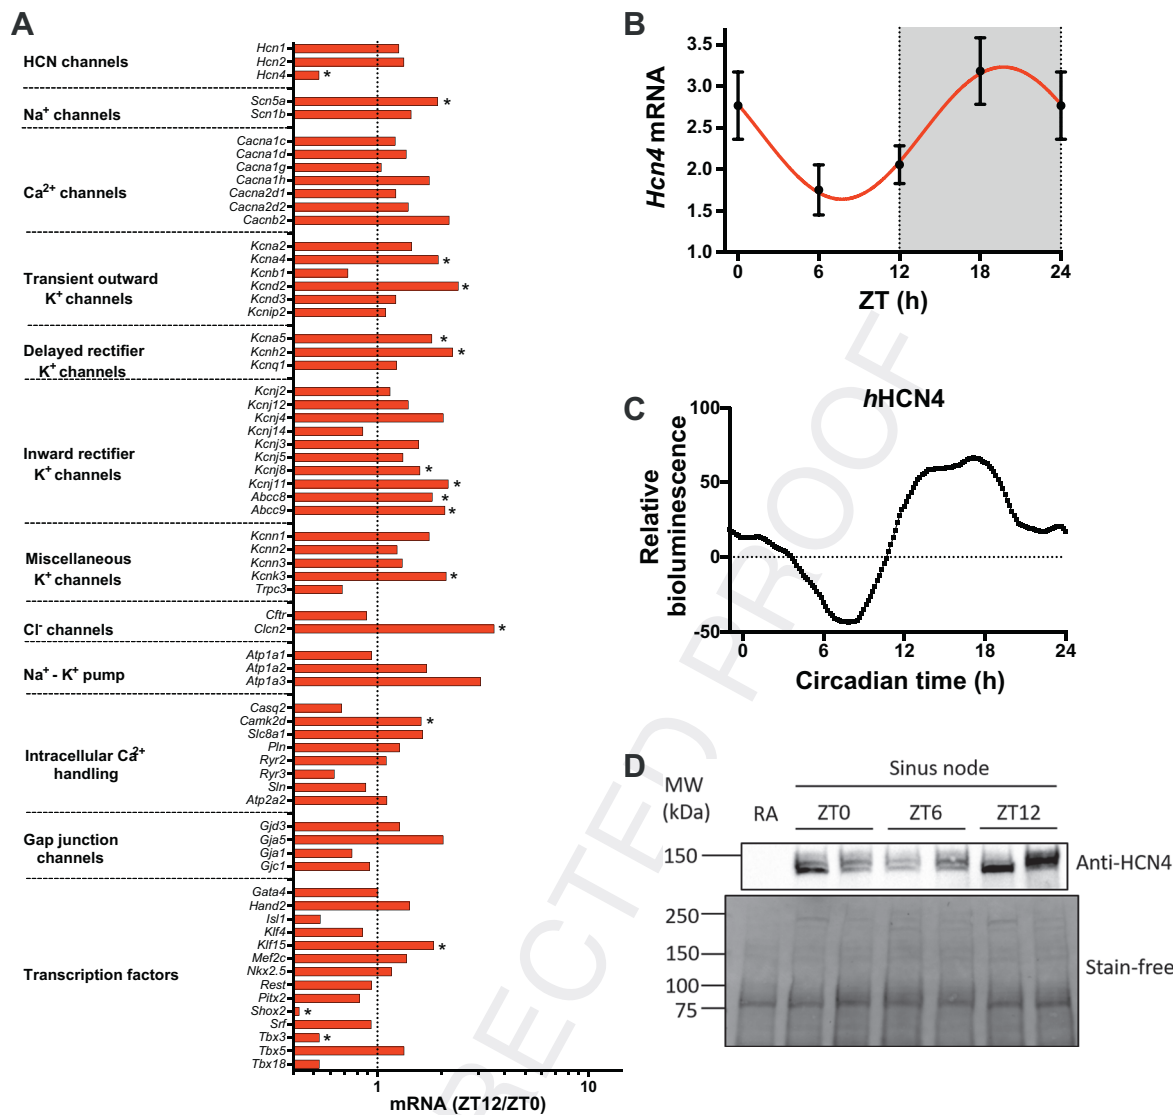 A
HCN channels
Hcn1
Hcn2
Hcn4 *
Na+ channels
Scn5a *
Scn1b
Ca2+ channels
Cacna1c
Cacna1d
Cacna1g
Cacna1h
Cacna2d1
Cacna2d2
Cacnb2
Transient outward
K+ channels
Kcna2
Kcna4 *
Kcnb1
Kcnd2 *
Kcnd3
Kcnip2
Delayed rectifier
K+ channels
Kcna5 *
Kcnh2 *
Kcnq1
Inward rectifier
K+ channels
Kcnj2
Kcnj12
Kcnj4
Kcnj14
Kcnj3
Kcnj5
Kcnj8 *
Kcnj11 *
Abcc8 *
Abcc9 *
Miscellaneous
K+ channels
Kcnn1
Kcnn2
Kcnn3
Kcnk3 *
Trpc3
Cl- channels
Cftr
Clcn2 *
Na+ - K+ pump
Atp1a1
Atp1a2
Atp1a3
Intracellular Ca2+
handling
Casq2
Camk2d *
Slc8a1
Pln
Ryr2
Ryr3
Sln
Atp2a2
Gap junction
channels
Gjd3
Gja5
Gja1
Gjc1
Transcription factors
Gata4
Hand2
Isl1
Klf4
Klf15 *
Mef2c
Nkx2.5
Rest
Pitx2
Shox2 *
Srf
Tbx3 *
Tbx5
Tbx18
1 10
mRNA (ZT12/ZT0)
B
Hcn4 mRNA
3.5
3.0
2.5
2.0
1.5
1.0
0 6 12 18 24
ZT (h)
C
hHCN4
Relative
bioluminescence
100
50
0
-50
0 6 12 18 24
Circadian time (h)
D
Sinus node
MW
(kDa)
RA ZT0 ZT6 ZT12
150 Anti-HCN4
250
150
100
75
Stain-free
RECTED PROOF